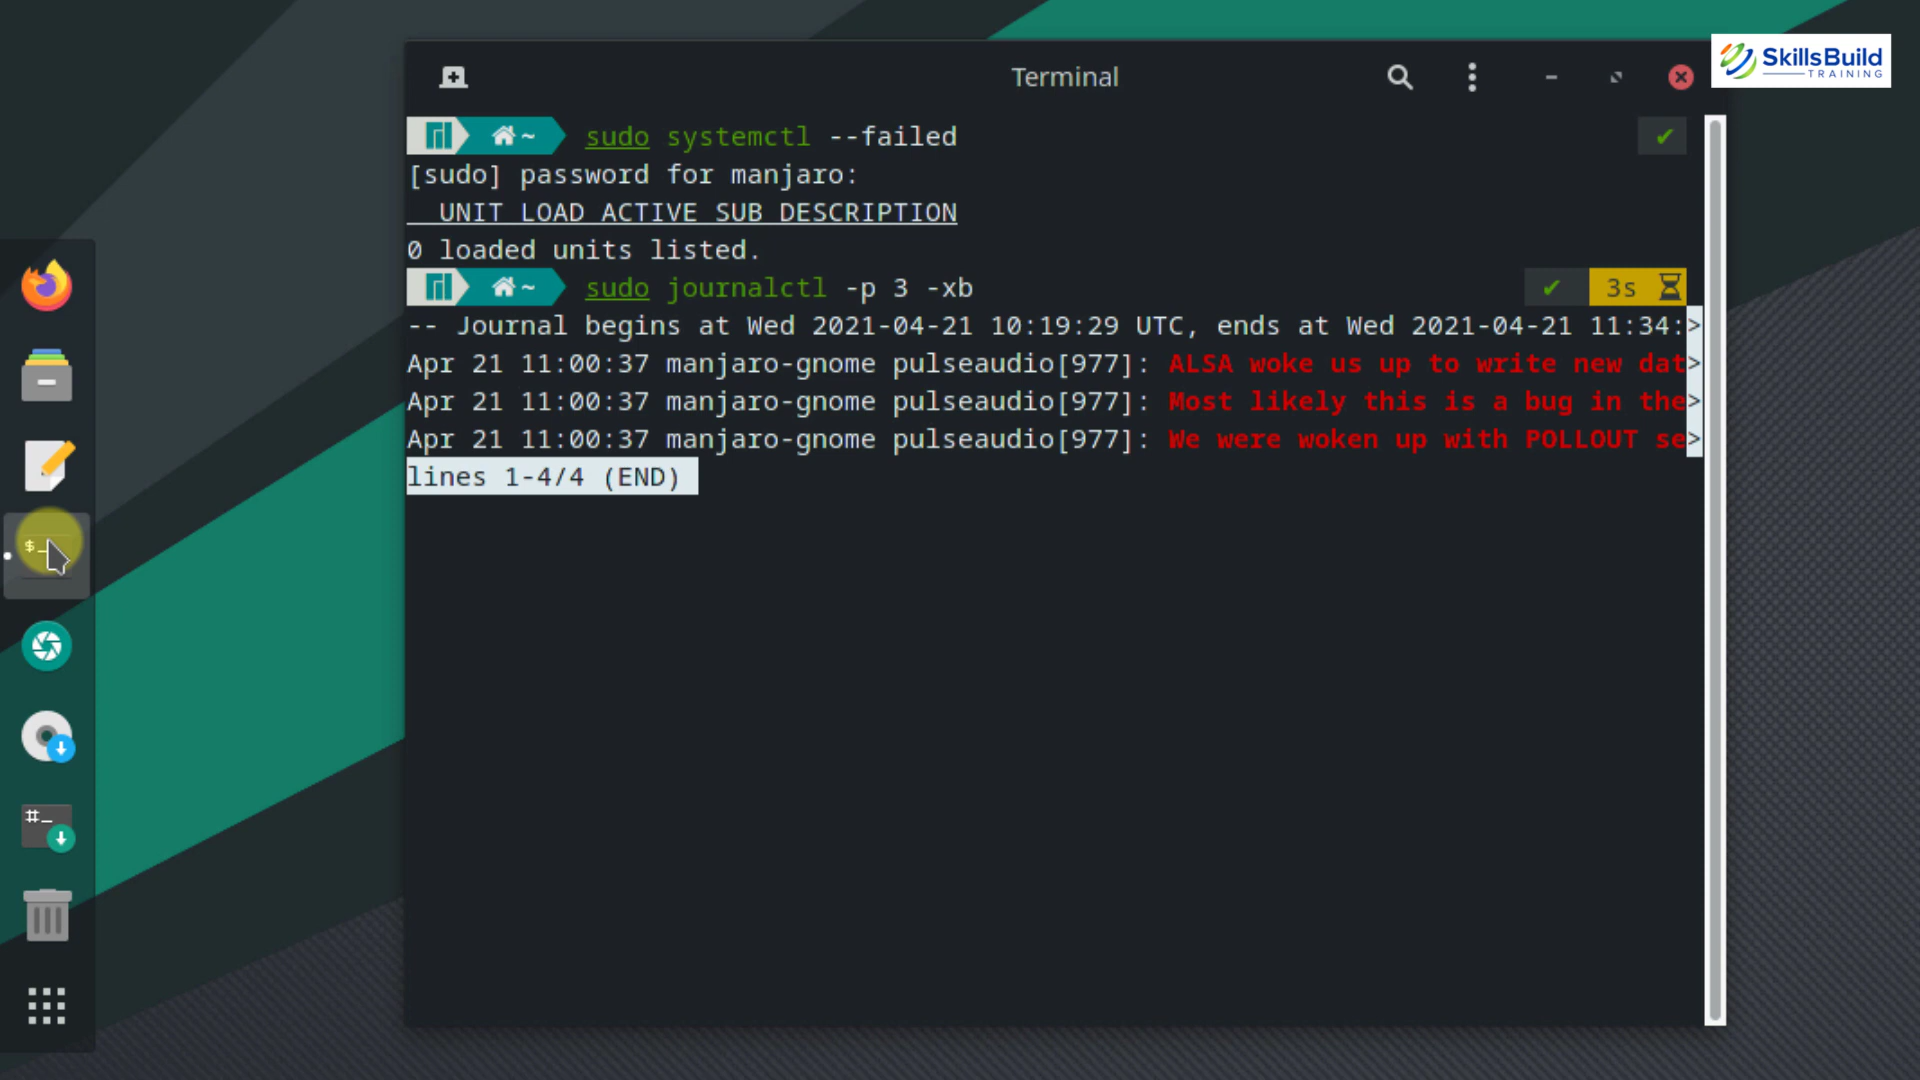 Terminal
SkillsBuild
TRAINING
~ sudo systemctl --failed
[sudo] password for manjaro:
UNIT LOAD ACTIVE SUB DESCRIPTION
0 loaded units listed.
~ sudo journalctl -p 3 -xb 3s
-- Journal begins at Wed 2021-04-21 10:19:29 UTC, ends at Wed 2021-04-21 11:34:>
Apr 21 11:00:37 manjaro-gnome pulseaudio[977]: ALSA woke us up to write new dat>
Apr 21 11:00:37 manjaro-gnome pulseaudio[977]: Most likely this is a bug in the>
Apr 21 11:00:37 manjaro-gnome pulseaudio[977]: We were woken up with POLLOUT se>
lines 1-4/4 (END)
$_
#_